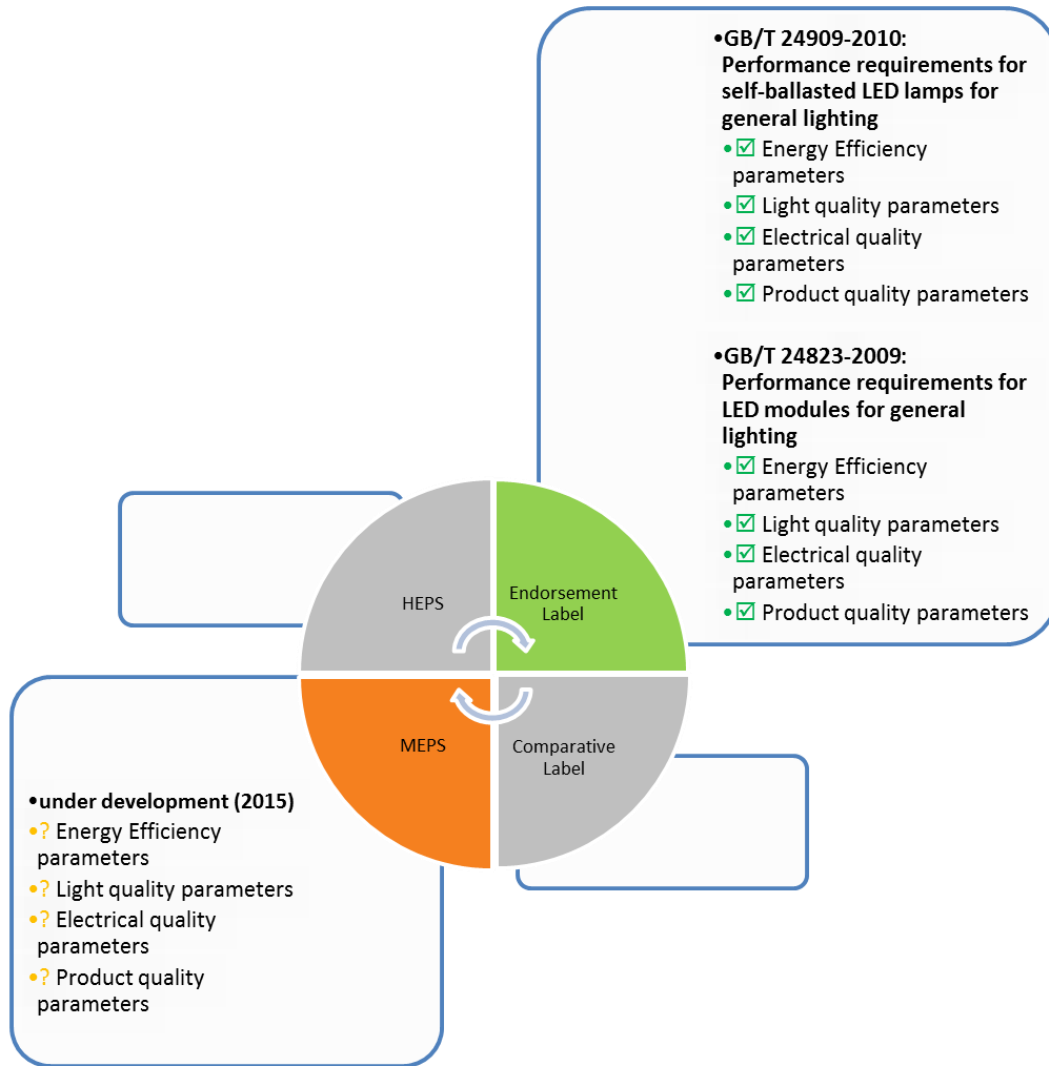 •GB/T 24909-2010:
Performance requirements for
self-ballasted LED lamps for
general lighting
•☑ Energy Efficiency
parameters
•☑ Light quality parameters
•☑ Electrical quality
parameters
•☑ Product quality parameters
•GB/T 24823-2009:
Performance requirements for
LED modules for general
lighting
•☑ Energy Efficiency
parameters
•☑ Light quality parameters
•☑ Electrical quality
parameters
•☑ Product quality parameters
HEPS
Endorsement
Label
MEPS
Comparative
Label
•under development (2015)
•? Energy Efficiency
parameters
•? Light quality parameters
•? Electrical quality
parameters
•? Product quality
parameters